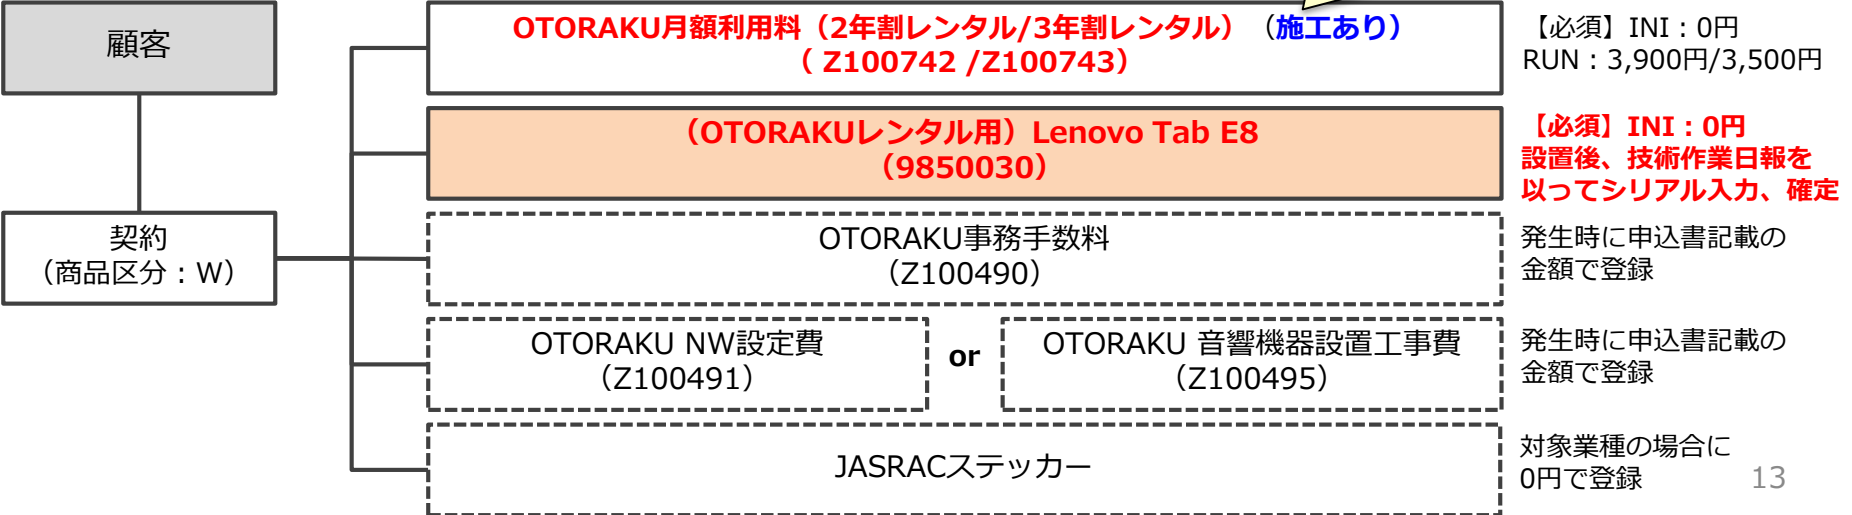 顧客
OTORAKU月額利用料（2年割レンタル/3年割レンタル）（施工あり）
（ Z100742 /Z100743）
【必須】INI：0円
RUN：3,900円/3,500円
（OTORAKUレンタル用）Lenovo Tab E8
（9850030）
【必須】INI：0円
設置後、技術作業日報を
以ってシリアル入力、確定
契約
（商品区分：W）
OTORAKU事務手数料
（Z100490）
発生時に申込書記載の
金額で登録
OTORAKU NW設定費
（Z100491）
or
OTORAKU 音響機器設置工事費
（Z100495）
発生時に申込書記載の
金額で登録
JASRACステッカー
対象業種の場合に
0円で登録
13